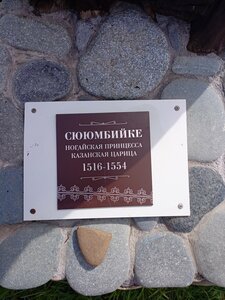 СЮЮМБИЙКЕ
НОГАЙСКАЯ ПРИНЦЕССА
КАЗАНСКАЯ ЦАРИЦА
1516-1554